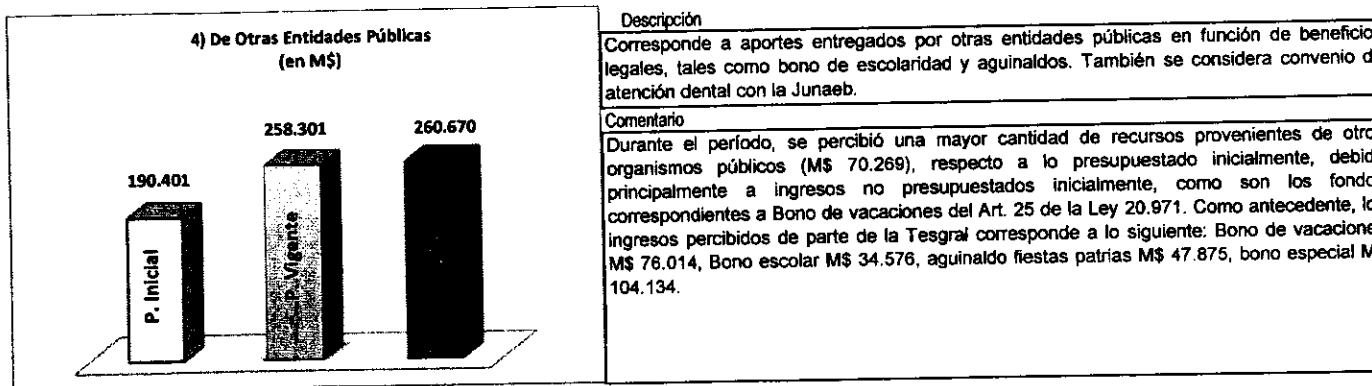 4) De Otras Entidades Públicas
(en M$)
190.401
258.301
260.670
P. Inicial
P. Vigente
Descripción
Corresponde a aportes entregados por otras entidades públicas en función de beneficio
legales, tales como bono de escolaridad y aguinaldos. También se considera convenio d
atención dental con la Junaeb.
Comentario
Durante el período, se percibió una mayor cantidad de recursos provenientes de otro
organismos públicos (M$ 70.269), respecto a lo presupuestado inicialmente, debid
principalmente a ingresos no presupuestados inicialmente, como son los fondo
correspondientes a Bono de vacaciones del Art. 25 de la Ley 20.971. Como antecedente, lo
ingresos percibidos de parte de la Tesgral corresponde a lo siguiente: Bono de vacacione
M$ 76.014, Bono escolar M$ 34.576, aguinaldo fiestas patrias M$ 47.875, bono especial M
104.134.